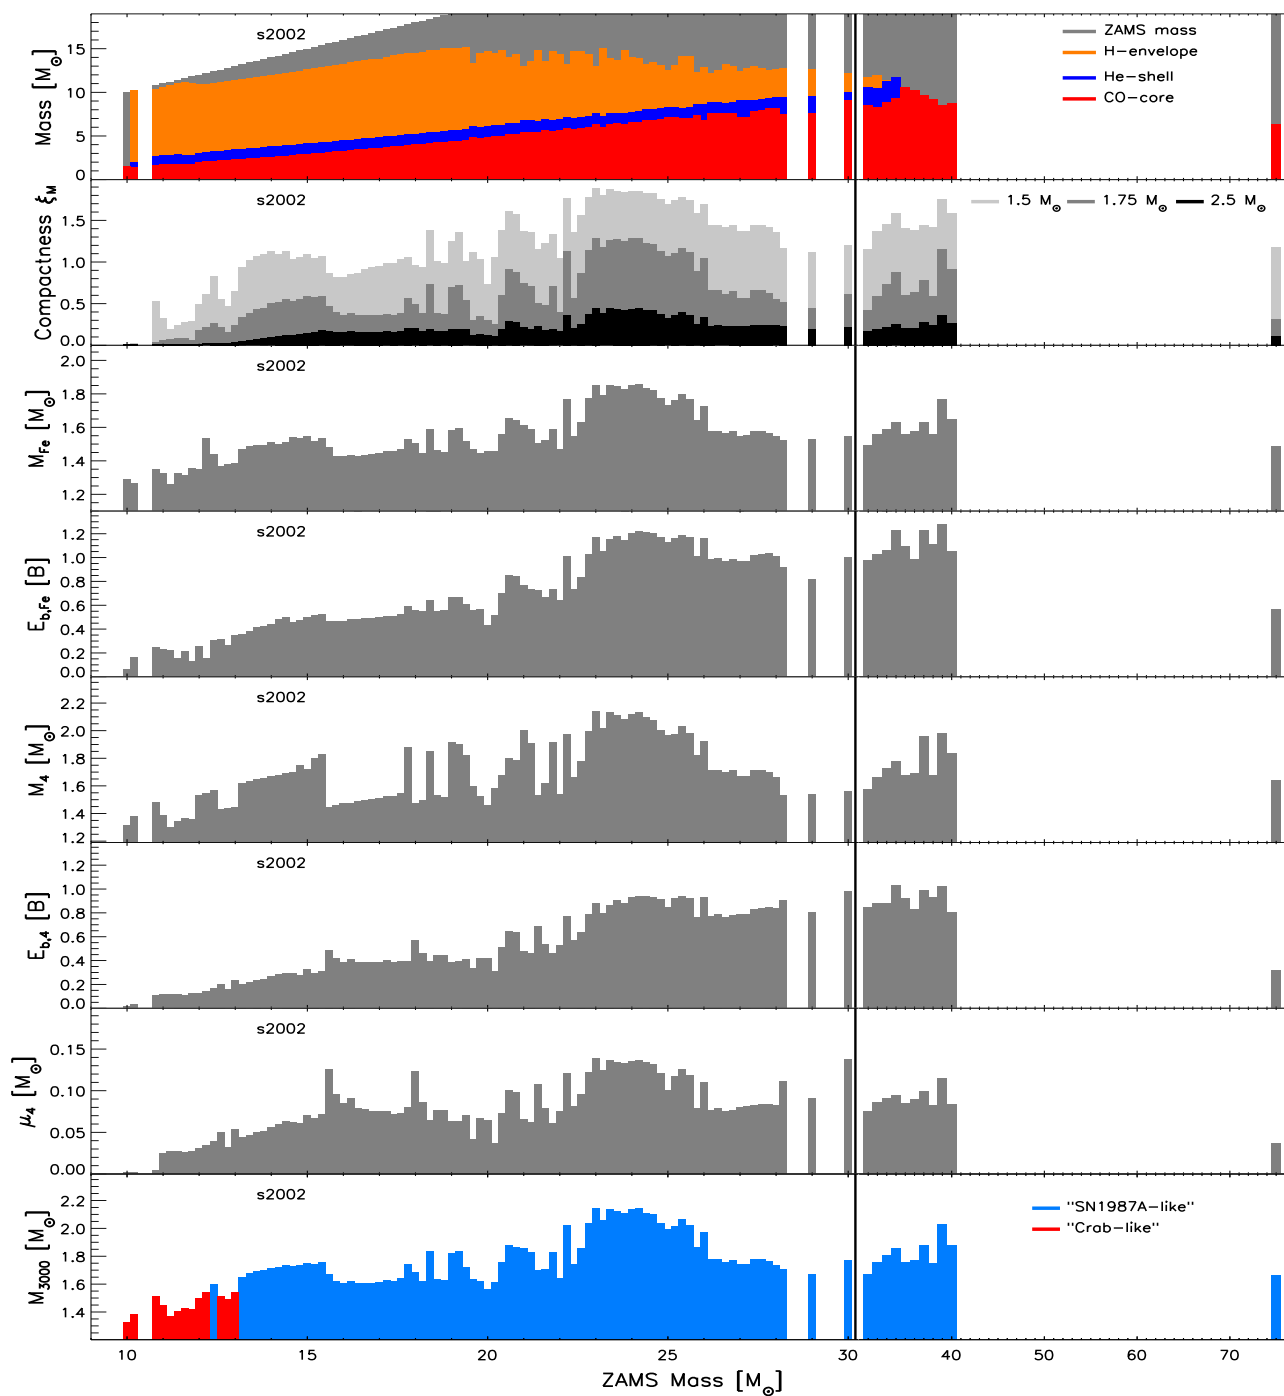 s2002
ZAMS mass
H-envelope
He-shell
CO-core
Mass [M⊙]
15
10
5
0
s2002
1.5 M⊙ 1.75 M⊙ 2.5 M⊙
Compactness ξM
1.5
1.0
0.5
0.0
s2002
MFe [M⊙]
2.0
1.8
1.6
1.4
1.2
s2002
Eb,Fe [B]
1.2
1.0
0.8
0.6
0.4
0.2
0.0
s2002
M4 [M⊙]
2.2
2.0
1.8
1.6
1.4
1.2
s2002
Eb,4 [B]
1.2
1.0
0.8
0.6
0.4
0.2
0.0
s2002
μ4 [M⊙]
0.15
0.10
0.05
0.00
s2002
"SN1987A-like"
"Crab-like"
M3000 [M⊙]
2.2
2.0
1.8
1.6
1.4
10 15 20 25 30 40 50 60 70
ZAMS Mass [M⊙]